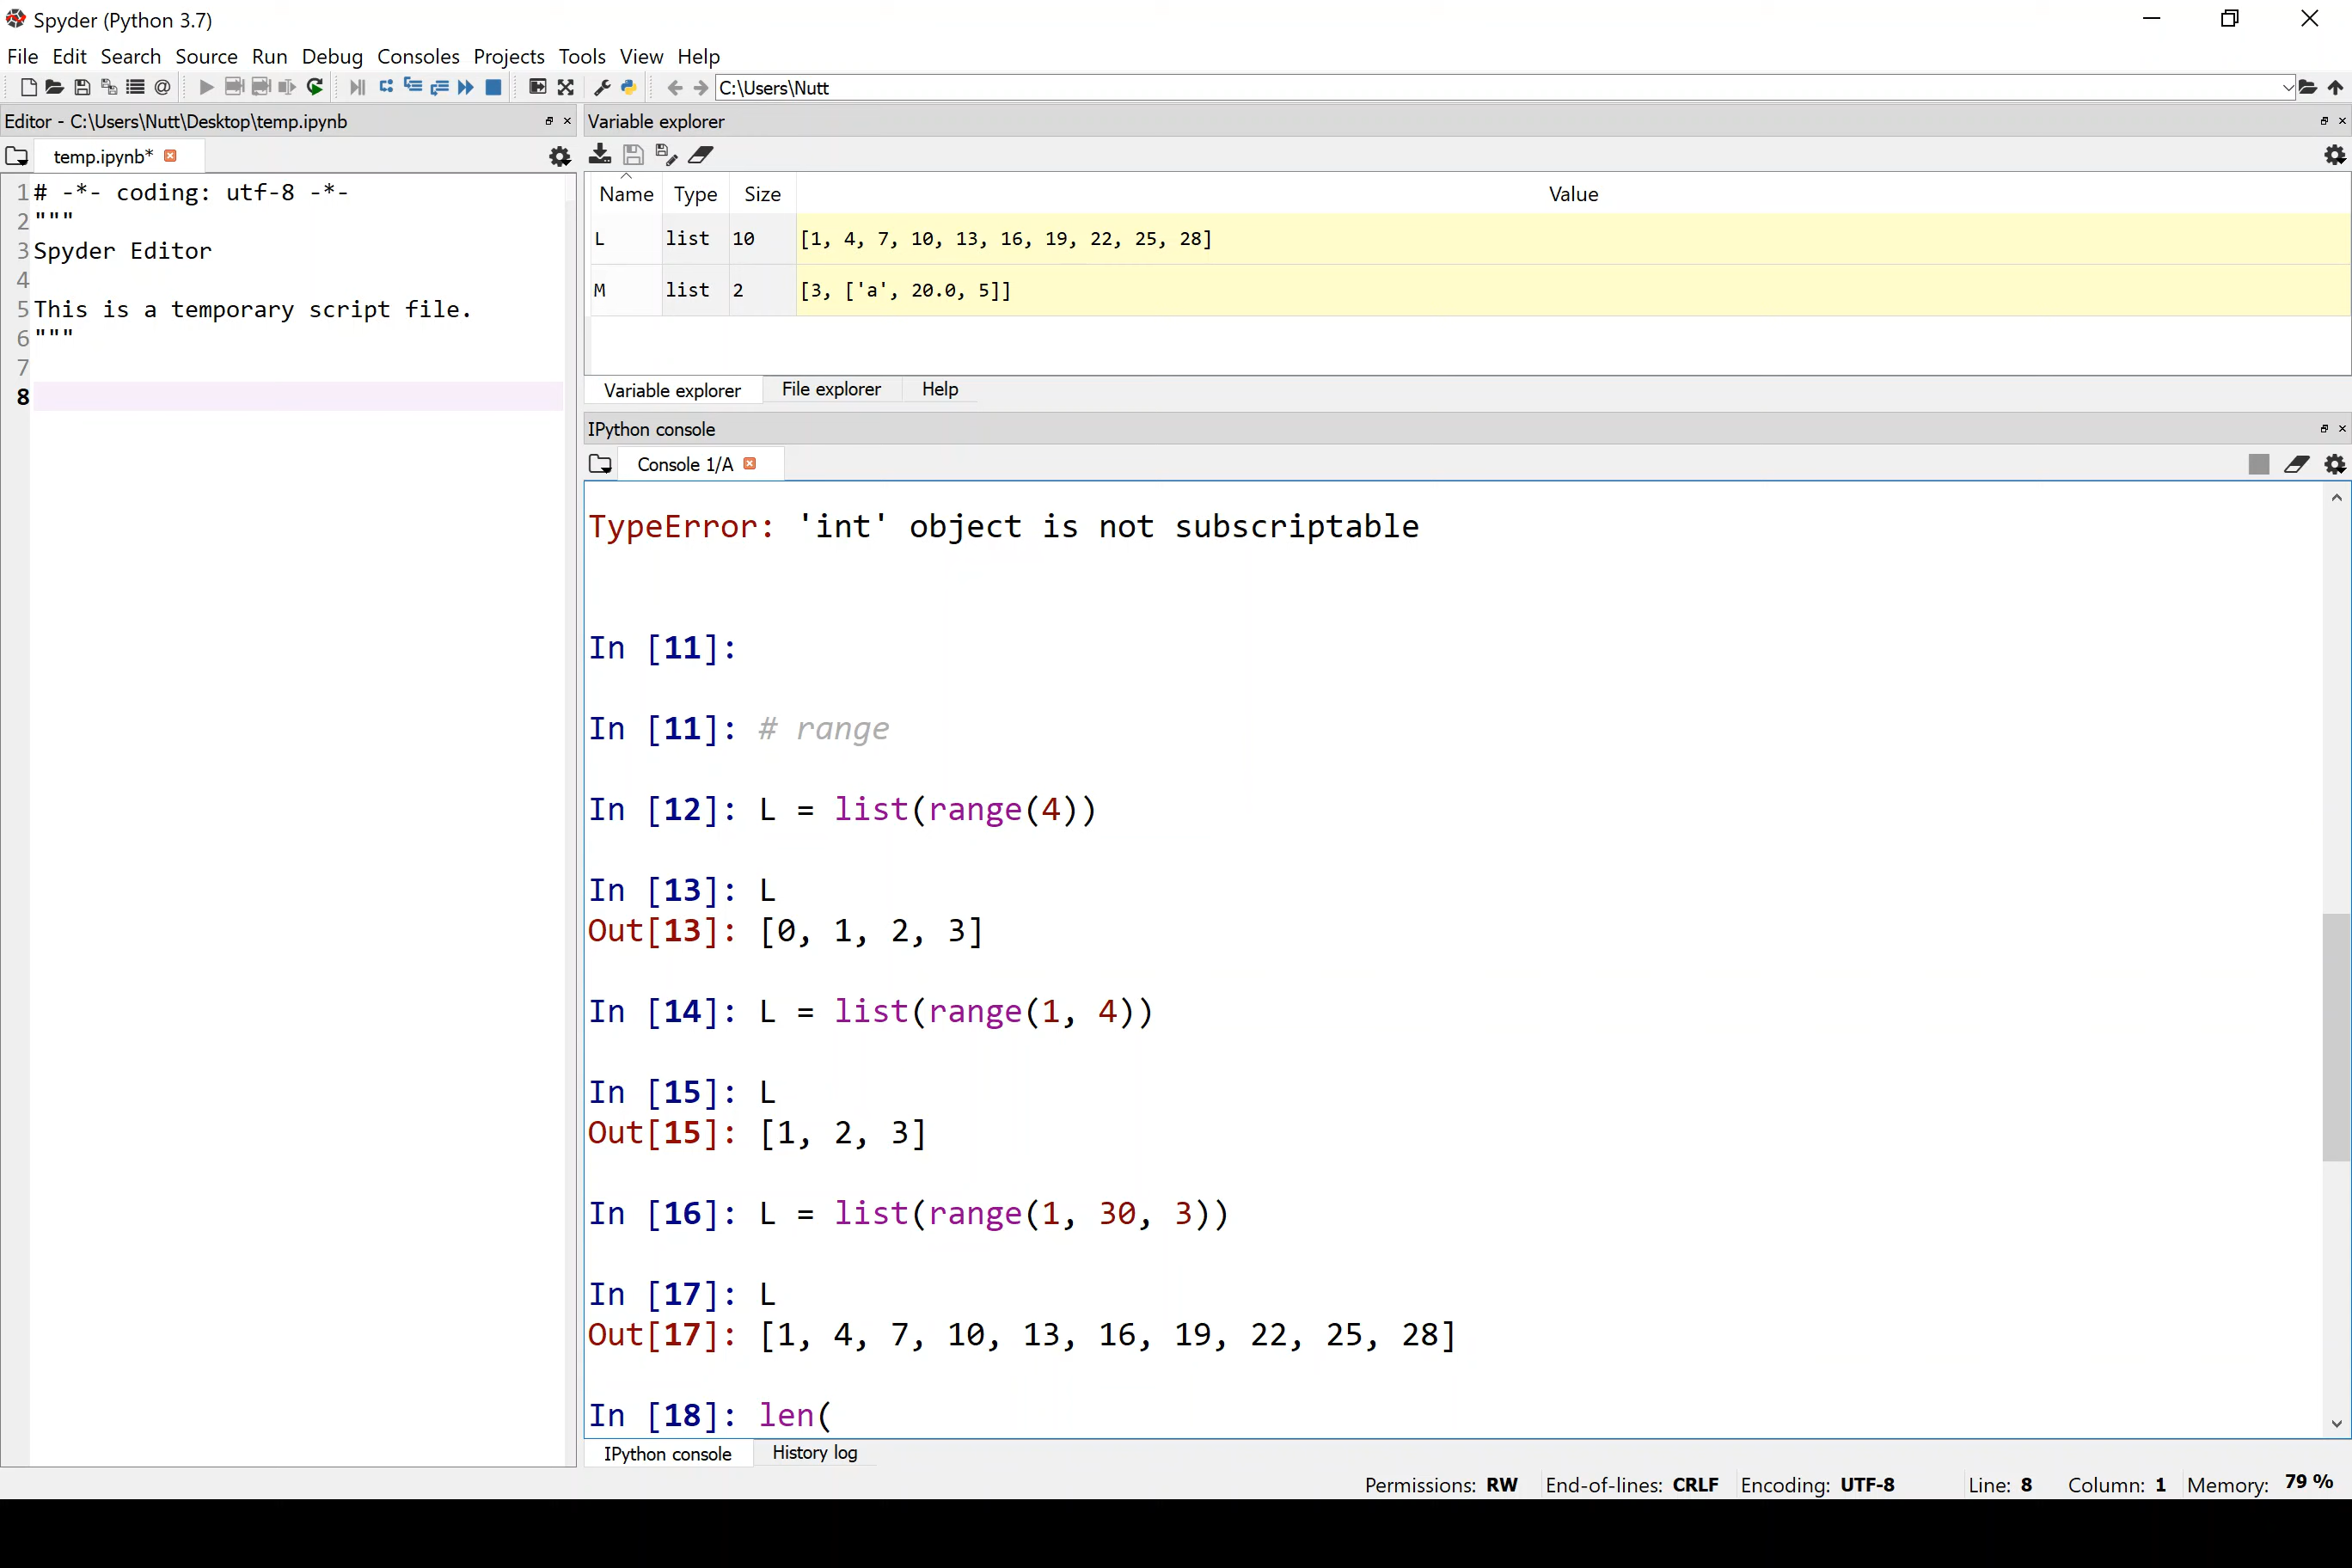 Spyder (Python 3.7)
File Edit Search Source Run Debug Consoles Projects Tools View Help
C:\Users\Nutt
Editor - C:\Users\Nutt\Desktop\temp.ipynb
temp.ipynb*
1 # -*- coding: utf-8 -*-
2 """
3 Spyder Editor
4
5 This is a temporary script file.
6 """
7
8
Variable explorer
Name Type Size Value
L list 10 [1, 4, 7, 10, 13, 16, 19, 22, 25, 28]
M list 2 [3, ['a', 20.0, 5]]
Variable explorer File explorer Help
IPython console
Console 1/A
TypeError: 'int' object is not subscriptable
In [11]:
In [11]: # range
In [12]: L = list(range(4))
In [13]: L
Out[13]: [0, 1, 2, 3]
In [14]: L = list(range(1, 4))
In [15]: L
Out[15]: [1, 2, 3]
In [16]: L = list(range(1, 30, 3))
In [17]: L
Out[17]: [1, 4, 7, 10, 13, 16, 19, 22, 25, 28]
In [18]: len(
IPython console History log
Permissions: RW End-of-lines: CRLF Encoding: UTF-8 Line: 8 Column: 1 Memory: 79 %